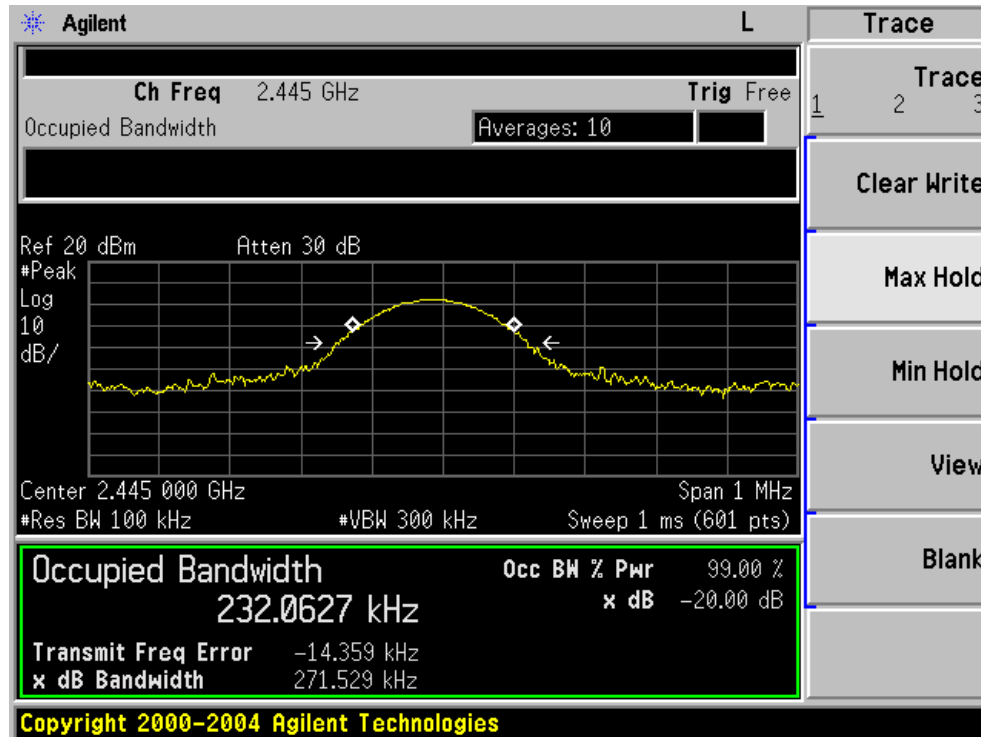 Agilent L Trace
Ch Freq 2.445 GHz Trig Free
Occupied Bandwidth Averages: 10
Ref 20 dBm Atten 30 dB
#Peak
Log
10
dB/
Center 2.445 000 GHz Span 1 MHz
#Res BW 100 kHz #VBW 300 kHz Sweep 1 ms (601 pts)
Occupied Bandwidth Occ BW % Pwr 99.00 %
232.0627 kHz x dB -20.00 dB
Transmit Freq Error -14.359 kHz
x dB Bandwidth 271.529 kHz
Copyright 2000-2004 Agilent Technologies
Trace
1 2 3
Clear Write
Max Hold
Min Hold
View
Blank